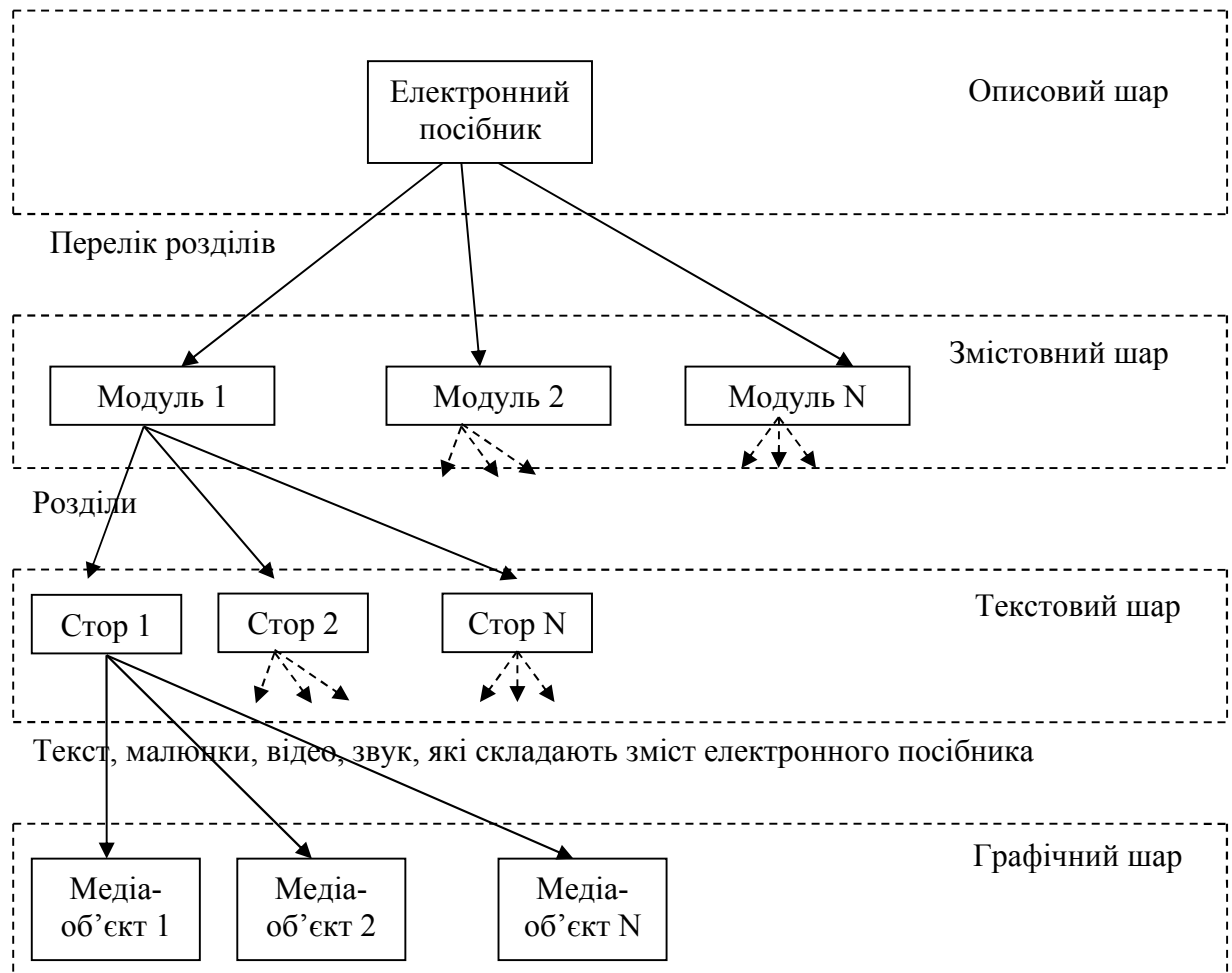 Електронний
посібник
Описовий шар
Перелік розділів
Змістовний шар
Модуль 1
Модуль 2
Модуль N
Розділи
Текстовий шар
Стор 1
Стор 2
Стор N
Текст, малюнки, відео, звук, які складають зміст електронного посібника
Графічний шар
Медіа-
об’єкт 1
Медіа-
об’єкт 2
Медіа-
об’єкт N